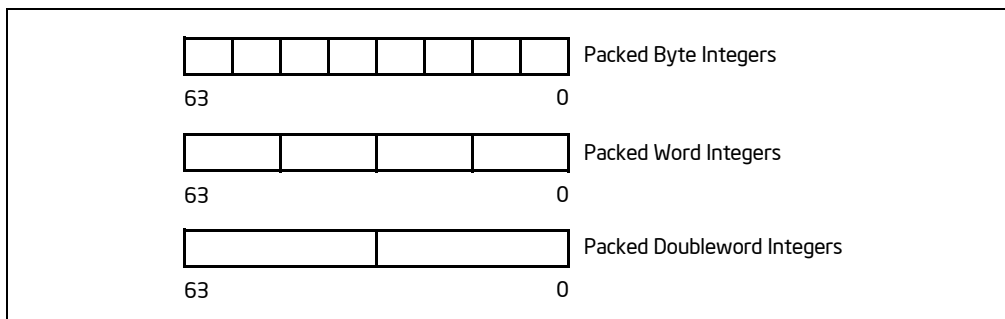 Packed Byte Integers
63 0
Packed Word Integers
63 0
Packed Doubleword Integers
63 0